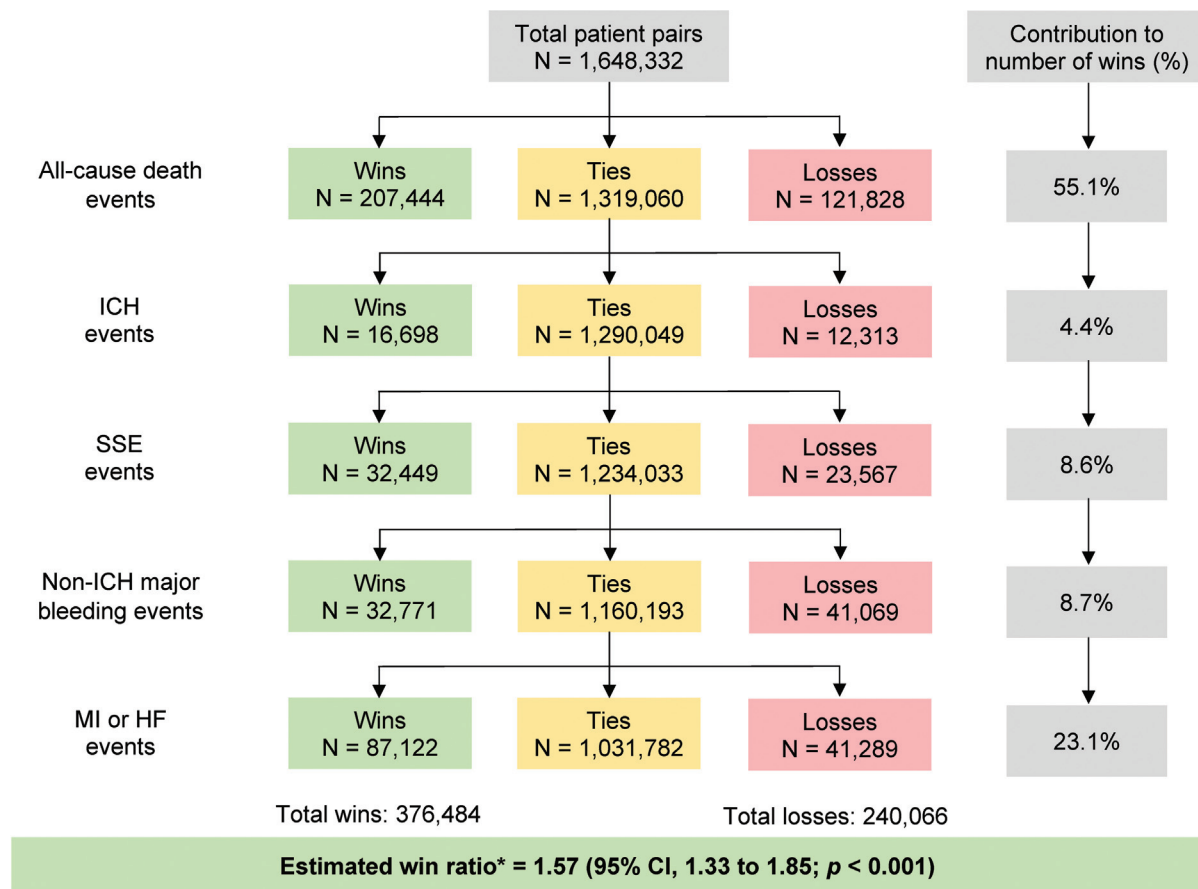 Total patient pairs
N = 1,648,332
Contribution to
number of wins (%)
All-cause death
events
Wins
N = 207,444
Ties
N = 1,319,060
Losses
N = 121,828
55.1%
ICH
events
Wins
N = 16,698
Ties
N = 1,290,049
Losses
N = 12,313
4.4%
SSE
events
Wins
N = 32,449
Ties
N = 1,234,033
Losses
N = 23,567
8.6%
Non-ICH major
bleeding events
Wins
N = 32,771
Ties
N = 1,160,193
Losses
N = 41,069
8.7%
MI or HF
events
Wins
N = 87,122
Ties
N = 1,031,782
Losses
N = 41,289
23.1%
Total wins: 376,484
Total losses: 240,066
Estimated win ratio* = 1.57 (95% CI, 1.33 to 1.85; p < 0.001)